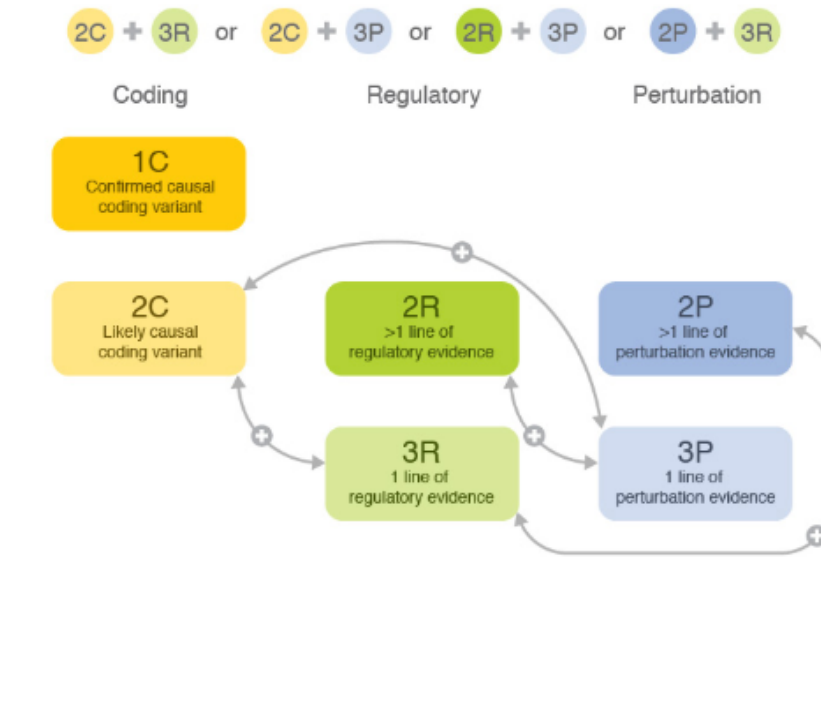 2C + 3R or 2C + 3P or 2R + 3P or 2P + 3R
Coding Regulatory Perturbation
1C
Confirmed causal
coding variant
2C
Likely causal
coding variant
2R
>1 line of
regulatory evidence
2P
>1 line of
perturbation evidence
3R
1 line of
regulatory evidence
3P
1 line of
perturbation evidence